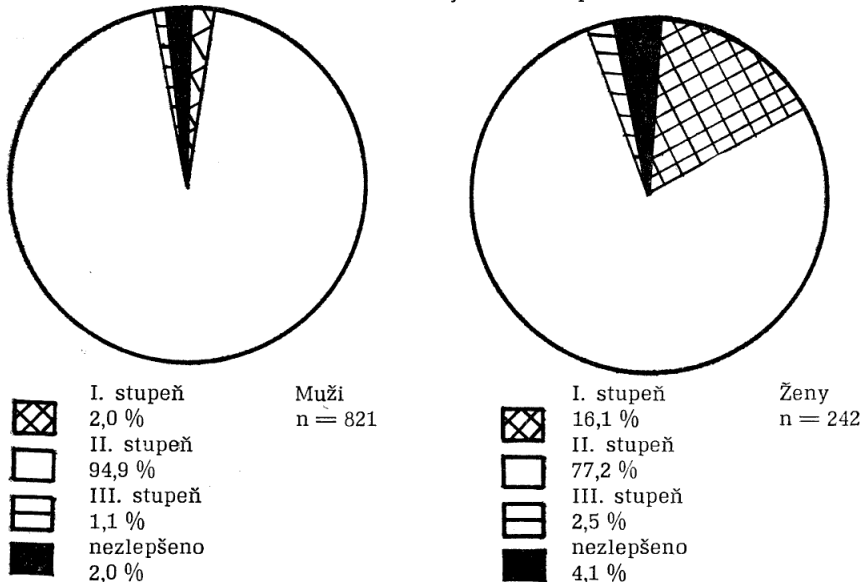 I. stupeň
2,0 %
II. stupeň
94,9 %
III. stupeň
1,1 %
nezlepšeno
2,0 %
Muži
n = 821
I. stupeň
16,1 %
II. stupeň
77,2 %
III. stupeň
2,5 %
nezlepšeno
4,1 %
Ženy
n = 242